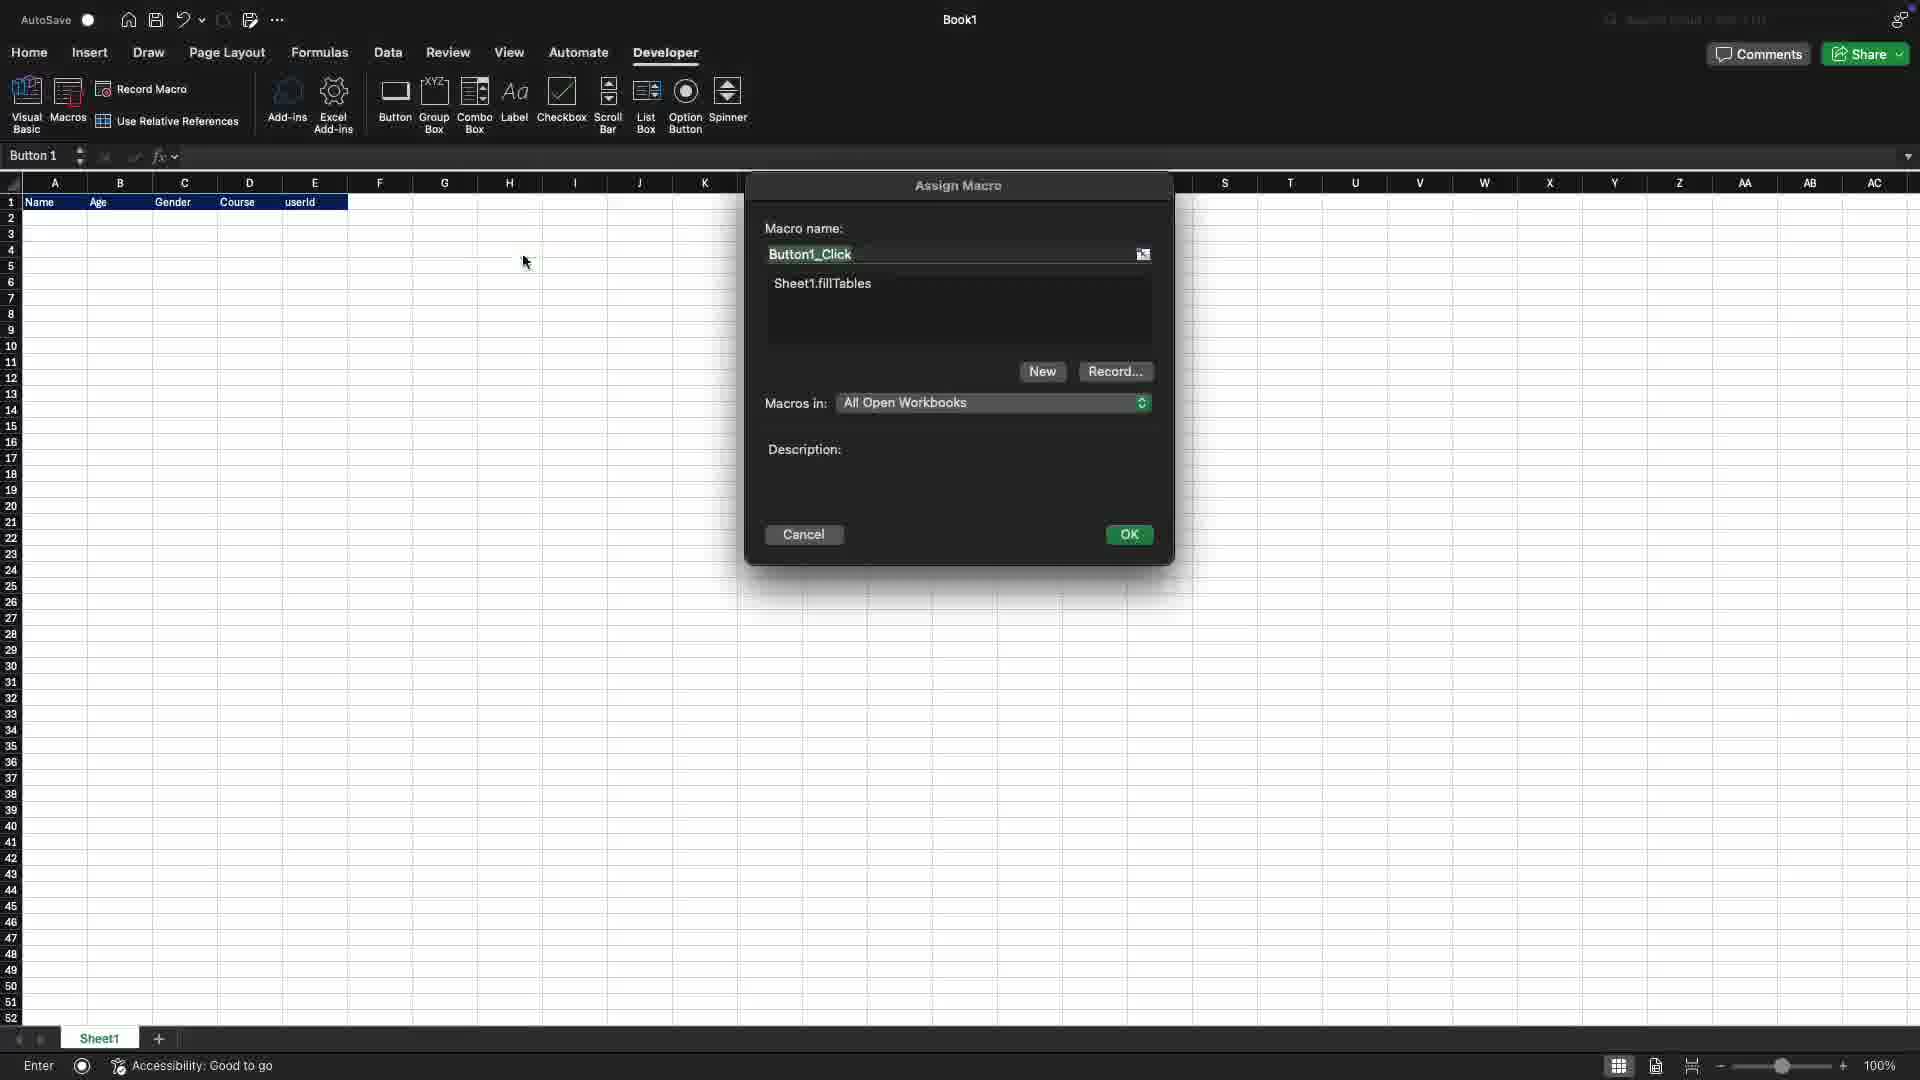 AutoSave
Book1
Home Insert Draw Page Layout Formulas Data Review View Automate Developer
Comments Share
Visual Basic
Macros
Record Macro
Use Relative References
Add-ins
Excel Add-ins
Button
Group Box
Combo Box
Label
Checkbox
Scroll Bar
List Box
Option Button
Spinner
XYZ
Aa
Button 1
fx
A B C D E F G H I J K S T U V W X Y Z AA AB AC
1 Name Age Gender Course userId
2
3
4
5
6
7
8
9
10
11
12
13
14
15
16
17
18
19
20
21
22
23
24
25
26
27
28
29
30
31
32
33
34
35
36
37
38
39
40
41
42
43
44
45
46
47
48
49
50
51
52
Assign Macro
Macro name:
Button1_Click
Sheet1.fillTables
New Record...
Macros in: All Open Workbooks
Description:
Cancel OK
Sheet1
Enter
Accessibility: Good to go
100%